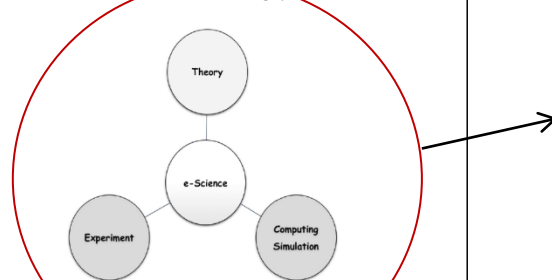 Theory
e-Science
Experiment
Computing
Simulation